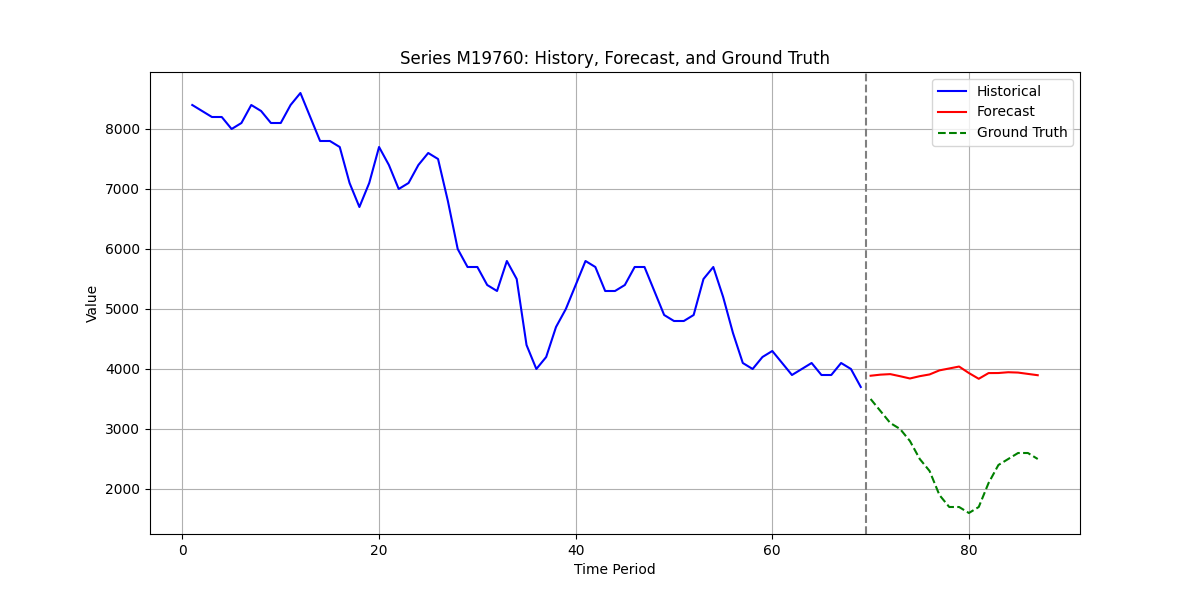 Series M19760: History, Forecast, and Ground Truth
Historical
Forecast
Ground Truth
Value
8000
7000
6000
5000
4000
3000
2000
0 20 40 60 80
Time Period